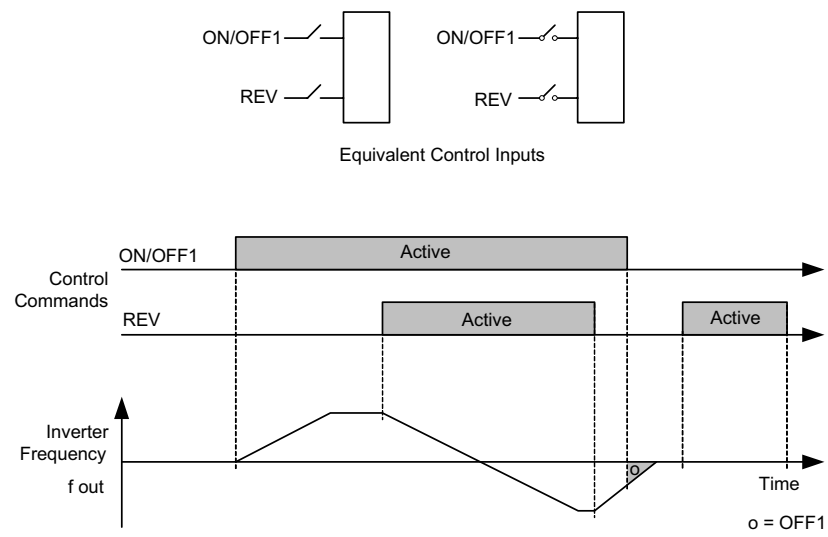 ON/OFF1
ON/OFF1
REV
REV
Equivalent Control Inputs
ON/OFF1
Active
Control
Commands
REV
Active
Active
Inverter
Frequency
f out
o
Time
o = OFF1